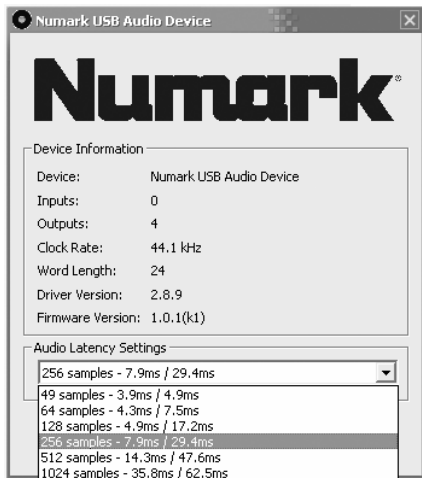 Numark USB Audio Device
Numark®
Device Information
Device: Numark USB Audio Device
Inputs: 0
Outputs: 4
Clock Rate: 44.1 kHz
Word Length: 24
Driver Version: 2.8.9
Firmware Version: 1.0.1(k1)
Audio Latency Settings
256 samples - 7.9ms / 29.4ms
49 samples - 3.9ms / 4.9ms
64 samples - 4.3ms / 7.5ms
128 samples - 4.9ms / 17.2ms
256 samples - 7.9ms / 29.4ms
512 samples - 14.3ms / 47.6ms
1024 samples - 35.8ms / 62.5ms